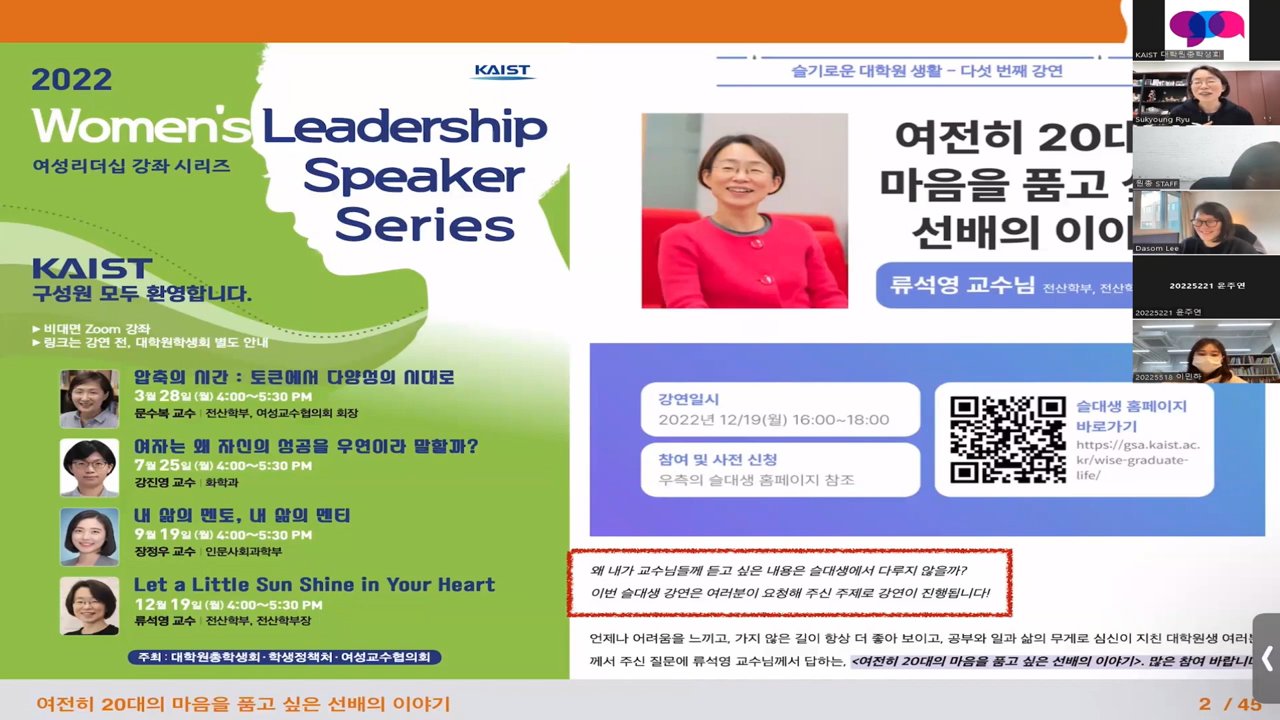 2022
Women's Leadership
Speaker
Series
여성리더십 강좌 시리즈
KAIST
KAIST
구성원 모두 환영합니다.
▶ 비대면 Zoom 강좌
▶ 링크는 강연 전, 대학원학생회 별도 안내
압축의 시간 : 토큰에서 다양성의 시대로
3월 28일 (월) 4:00~5:30 PM
문수복 교수 | 전산학부, 여성교수협의회 회장
여자는 왜 자신의 성공을 우연이라 말할까?
7월 25일 (월) 4:00~5:30 PM
강진영 교수 | 화학과
내 삶의 멘토, 내 삶의 멘티
9월 19일 (월) 4:00~5:30 PM
장정우 교수 | 인문사회과학부
Let a Little Sun Shine in Your Heart
12월 19일 (월) 4:00~5:30 PM
류석영 교수 | 전산학부, 전산학부장
주최 : 대학원총학생회·학생정책처·여성교수협의회
슬기로운 대학원 생활 – 다섯 번째 강연
여전히 20대
마음을 품고
선배의 이야
류석영 교수님 전산학부, 전산학
강연일시
2022년 12/19(월) 16:00~18:00
참여 및 사전 신청
우측의 슬대생 홈페이지 참조
슬대생 홈페이지
바로가기
https://gsa.kaist.ac.
kr/wise-graduate-
life/
왜 내가 교수님들께 듣고 싶은 내용은 슬대생에서 다루지 않을까?
이번 슬대생 강연은 여러분이 요청해 주신 주제로 강연이 진행됩니다!
언제나 어려움을 느끼고, 가지 않은 길이 항상 더 좋아 보이고, 공부와 일과 삶의 무게로 심신이 지친 대학원생 여러분
께서 주신 질문에 류석영 교수님께서 답하는, <여전히 20대의 마음을 품고 싶은 선배의 이야기>. 많은 참여 바랍니다
여전히 20대의 마음을 품고 싶은 선배의 이야기
2 / 45
ga
KAIST 대학원총학생회
Sukyoung Ryu
원총 STAFF
Dasom Lee
20225221 윤주연
20225221 윤주연
20225518 이민하